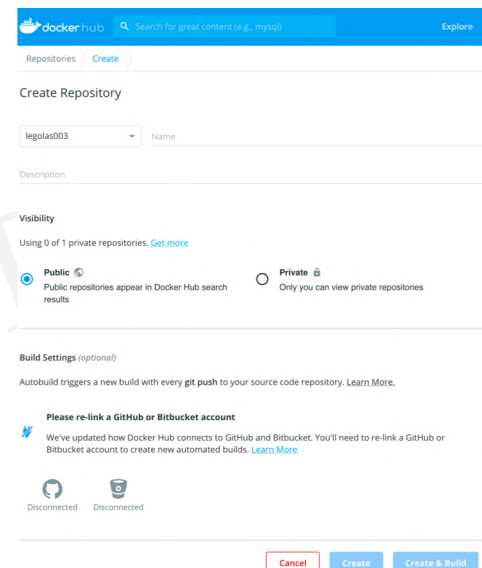 dockerhub Search for great content (e.g., mysql) Explore
Repositories Create
Create Repository
legolas003 Name
Description
Visibility
Using 0 of 1 private repositories. Get more
Public Private
Public repositories appear in Docker Hub search Only you can view private repositories
results
Build Settings (optional)
Autobuild triggers a new build with every git push to your source code repository. Learn More.
Please re-link a GitHub or Bitbucket account
We've updated how Docker Hub connects to GitHub and Bitbucket. You'll need to re-link a GitHub or
Bitbucket account to create new automated builds. Learn More
Disconnected Disconnected
Cancel Create Create & Build